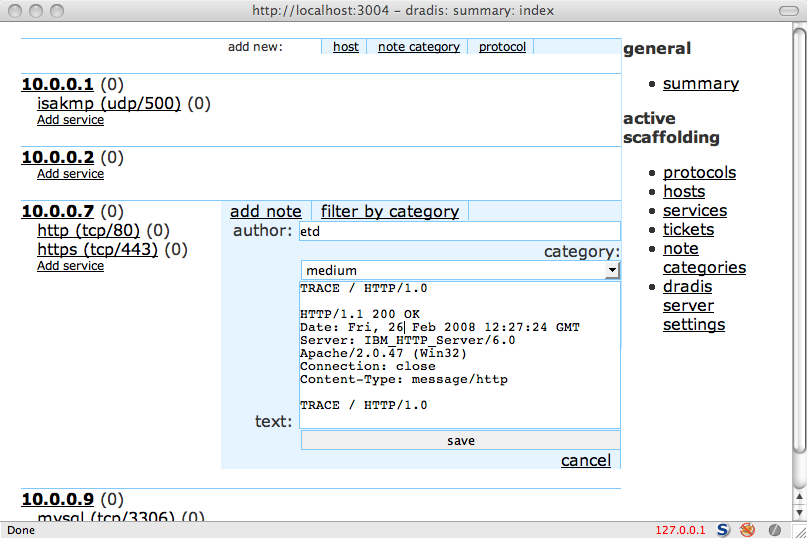 http://localhost:3004 – dradis: summary: index
add new: host note category protocol
10.0.0.1 (0)
isakmp (udp/500) (0)
Add service
10.0.0.2 (0)
Add service
10.0.0.7 (0)
http (tcp/80) (0)
https (tcp/443) (0)
Add service
add note filter by category
author: etd
category:
medium
TRACE / HTTP/1.0
HTTP/1.1 200 OK
Date: Fri, 26 Feb 2008 12:27:24 GMT
Server: IBM_HTTP_Server/6.0
Apache/2.0.47 (Win32)
Connection: close
Content-Type: message/http
TRACE / HTTP/1.0
text:
save
cancel
10.0.0.9 (0)
mysql (tcp/3306) (0)
general
summary
active
scaffolding
protocols
hosts
services
tickets
note
categories
dradis
server
settings
Done
127.0.0.1
S